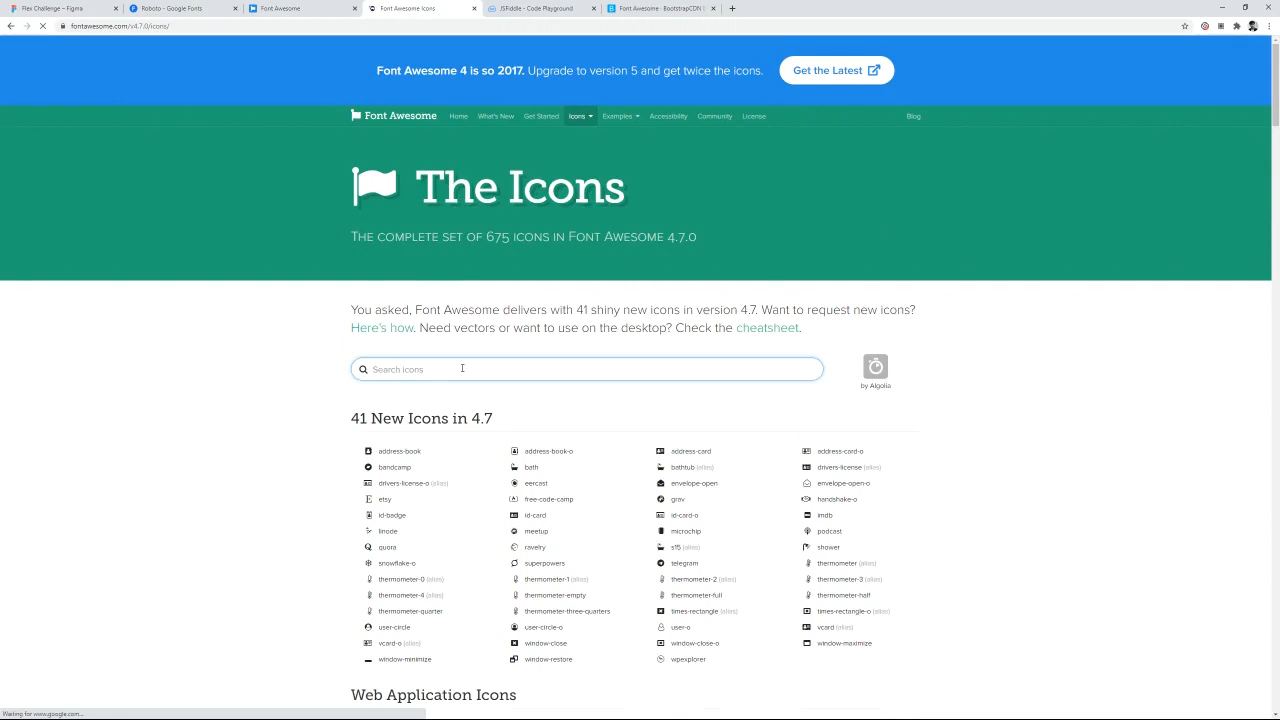 Flex Challenge – Figma
Roboto - Google Fonts
Font Awesome
Font Awesome Icons
JSFiddle - Code Playground
Font Awesome · BootstrapCDN
fontawesome.com/v4.7.0/icons/
Font Awesome 4 is so 2017. Upgrade to version 5 and get twice the icons.
Get the Latest
Font Awesome
Home
What's New
Get Started
Icons
Examples
Accessibility
Community
License
Blog
The Icons
The complete set of 675 icons in Font Awesome 4.7.0
You asked, Font Awesome delivers with 41 shiny new icons in version 4.7. Want to request new icons?
Here's how. Need vectors or want to use on the desktop? Check the cheatsheet.
Search icons
by Algolia
41 New Icons in 4.7
address-book
address-book-o
address-card
address-card-o
bandcamp
bath
bathtub (alias)
drivers-license (alias)
drivers-license-o (alias)
eercast
envelope-open
envelope-open-o
etsy
free-code-camp
grav
handshake-o
id-badge
id-card
id-card-o
imdb
linode
meetup
microchip
podcast
quora
ravelry
s15 (alias)
shower
snowflake-o
superpowers
telegram
thermometer (alias)
thermometer-0 (alias)
thermometer-1 (alias)
thermometer-2 (alias)
thermometer-3 (alias)
thermometer-4 (alias)
thermometer-empty
thermometer-full
thermometer-half
thermometer-quarter
thermometer-three-quarters
times-rectangle (alias)
times-rectangle-o (alias)
user-circle
user-circle-o
user-o
vcard (alias)
vcard-o (alias)
window-close
window-close-o
window-maximize
window-minimize
window-restore
wpexplorer
Web Application Icons
Waiting for www.google.com...